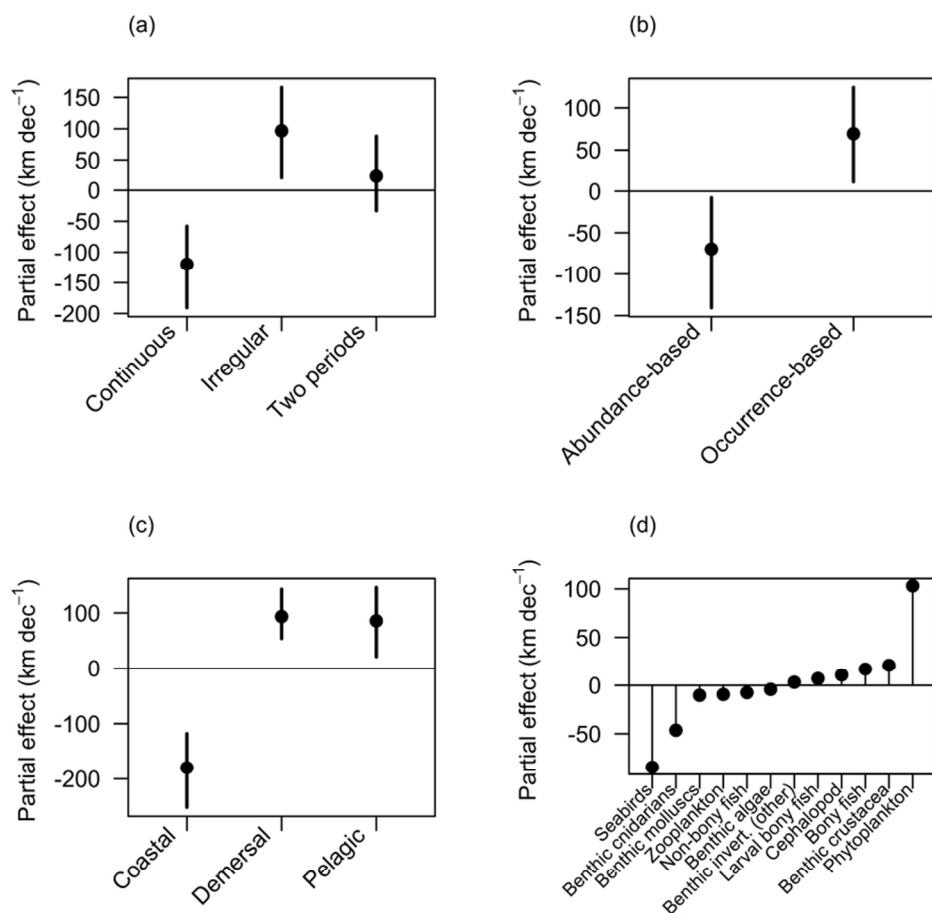 (a)
Partial effect (km dec⁻¹)
150
100
50
0
-50
-100
-150
-200
Continuous
Irregular
Two periods
(b)
Partial effect (km dec⁻¹)
100
50
0
-50
-100
-150
Abundance-based
Occurrence-based
(c)
Partial effect (km dec⁻¹)
100
0
-100
-200
Coastal
Demersal
Pelagic
(d)
Partial effect (km dec⁻¹)
100
50
0
-50
Seabirds
Benthic cnidarians
Benthic molluscs
Zooplankton
Non-bony fish
Benthic algae
Benthic invert. (other)
Larval bony fish
Cephalopod
Bony fish
Benthic crustacea
Phytoplankton